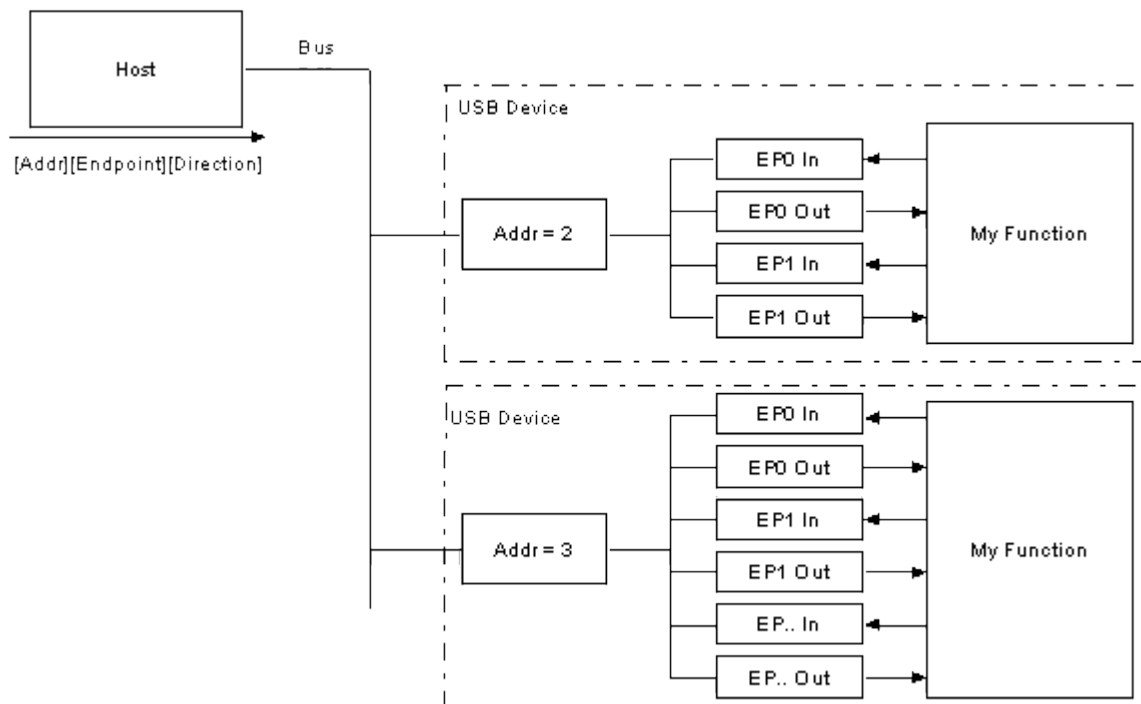 Bus
Host
[Addr][Endpoint][Direction]
USB Device
EP0 In
EP0 Out
Addr = 2
My Function
EP1 In
EP1 Out
USB Device
EP0 In
EP0 Out
EP1 In
Addr = 3
My Function
EP1 Out
EP.. In
EP.. Out